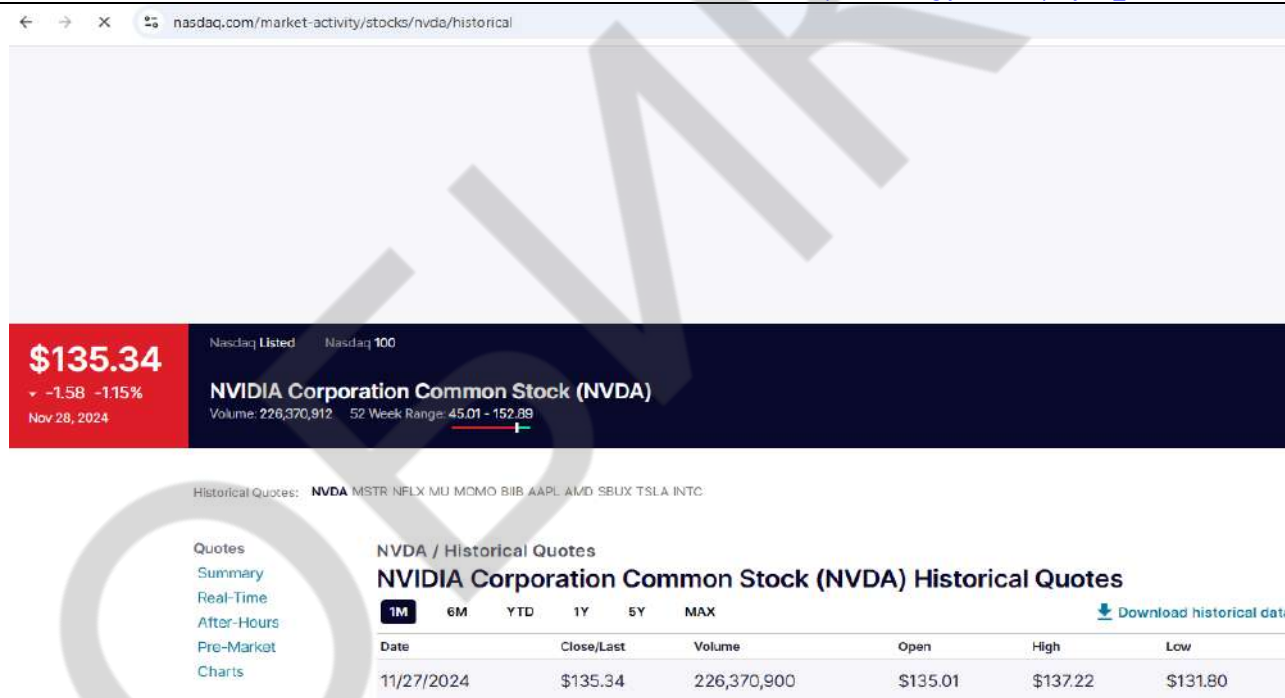 nasdaq.com/market-activity/stocks/nvda/historical
$135.34
-1.58 -1.15%
Nov 28, 2024
Nasdaq Listed Nasdaq 100
NVIDIA Corporation Common Stock (NVDA)
Volume: 226,370,912 52 Week Range: 45.01 - 152.89
Historical Quotes: NVDA MSTR NFLX MU MOMO BIIB AAPL AMD SBUX TSLA INTC
Quotes
Summary
Real-Time
After-Hours
Pre-Market
Charts
NVDA / Historical Quotes
NVIDIA Corporation Common Stock (NVDA) Historical Quotes
1M 6M YTD 1Y 5Y MAX
Download historical data
Date Close/Last Volume Open High Low
11/27/2024 $135.34 226,370,900 $135.01 $137.22 $131.80